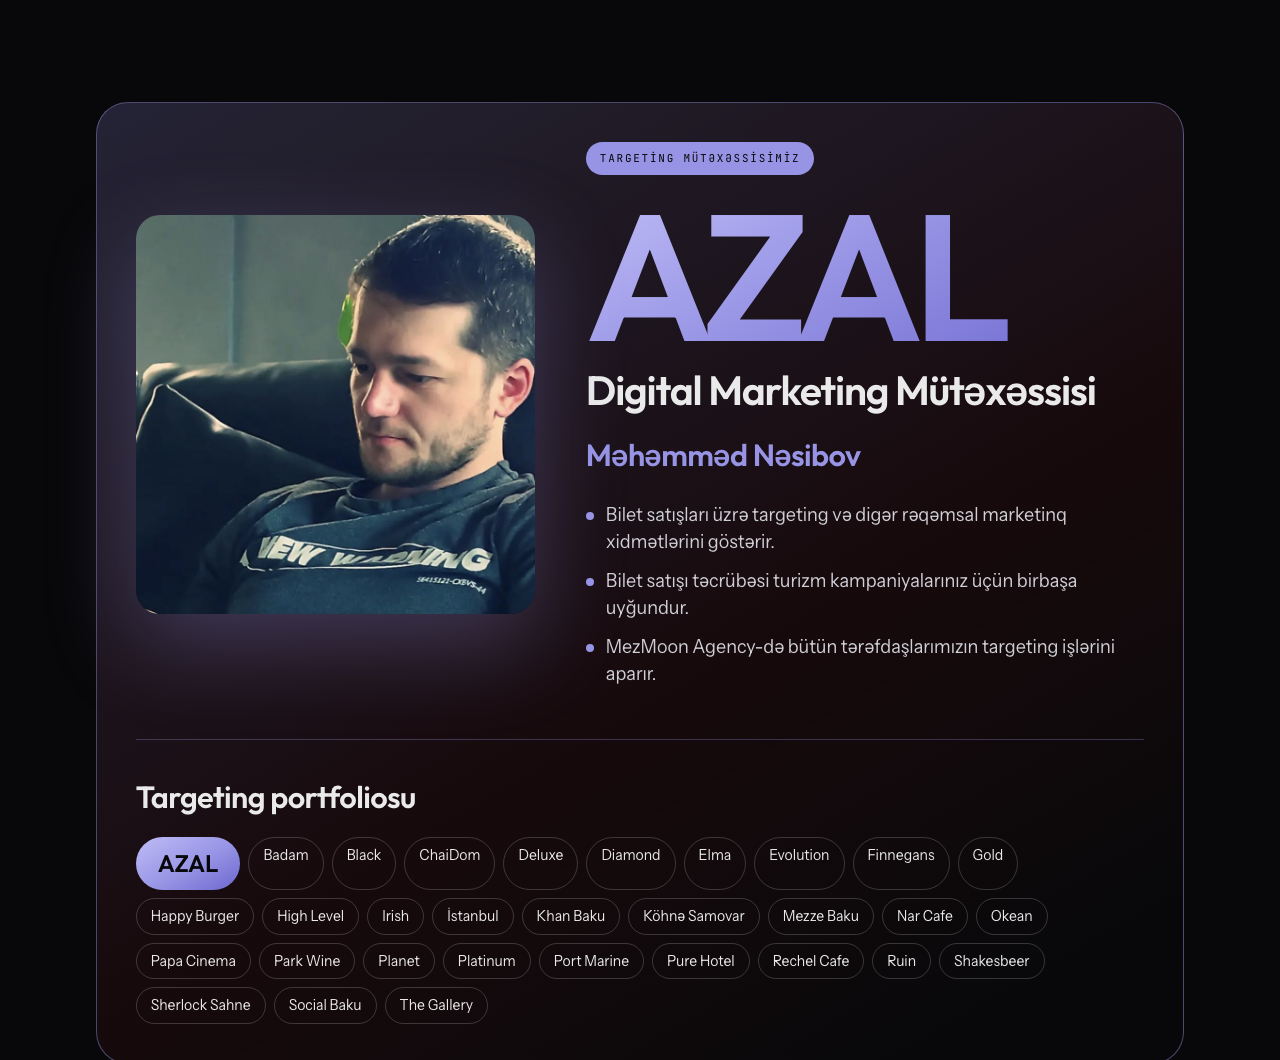 TARGETİNG MÜTƏXƏSSİSİMİZ
AZAL
Digital Marketing Mütəxəssisi
Məhəmməd Nəsibov
Bilet satışları üzrə targeting və digər rəqəmsal marketinq
xidmətlərini göstərir.
Bilet satışı təcrübəsi turizm kampaniyalarınız üçün birbaşa
uyğundur.
MezMoon Agency-də bütün tərəfdaşlarımızın targeting işlərini
aparır.
NEW WARNING
Targeting portfoliosu
AZAL Badam Black ChaiDom Deluxe Diamond Elma Evolution Finnegans Gold
Happy Burger High Level Irish İstanbul Khan Baku Köhnə Samovar Mezze Baku Nar Cafe Okean
Papa Cinema Park Wine Planet Platinum Port Marine Pure Hotel Rechel Cafe Ruin Shakesbeer
Sherlock Sahne Social Baku The Gallery